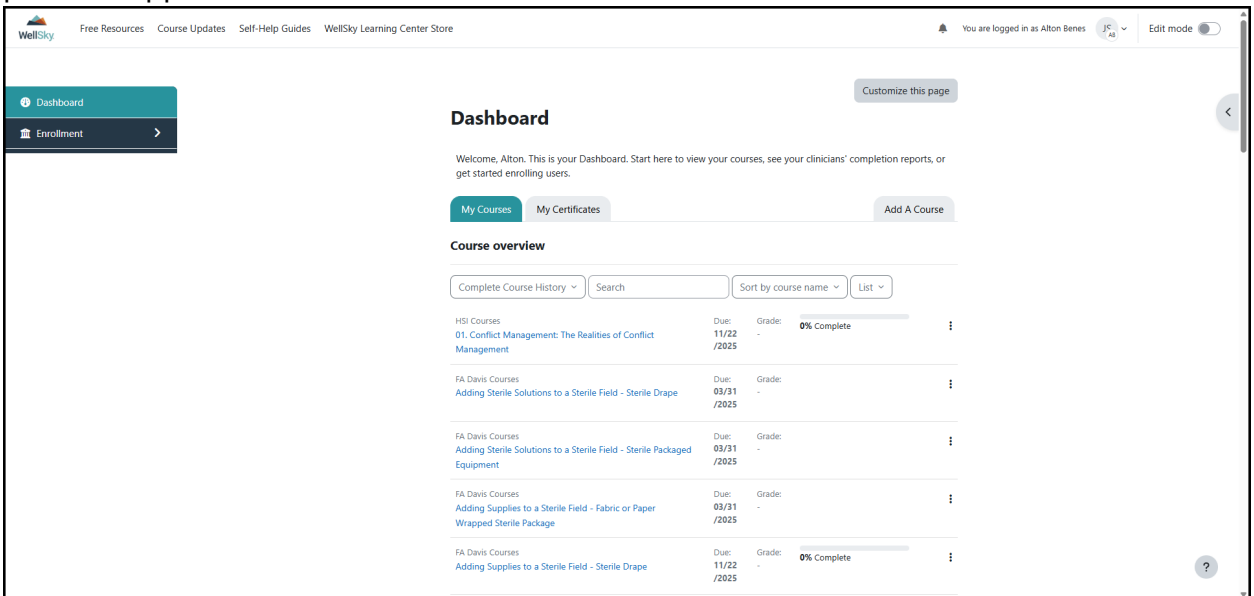 WellSky.
Free Resources Course Updates Self-Help Guides WellSky Learning Center Store
You are logged in as Alton Benes
JS
AB
Edit mode
Dashboard
Enrollment
Customize this page
Dashboard
Welcome, Alton. This is your Dashboard. Start here to view your courses, see your clinicians' completion reports, or
get started enrolling users.
My Courses My Certificates Add A Course
Course overview
Complete Course History Search Sort by course name List
HSI Courses Due: Grade:
01. Conflict Management: The Realities of Conflict 11/22 - 0% Complete
Management /2025
FA Davis Courses Due: Grade:
Adding Sterile Solutions to a Sterile Field - Sterile Drape 03/31 -
/2025
FA Davis Courses Due: Grade:
Adding Sterile Solutions to a Sterile Field - Sterile Packaged 03/31 -
Equipment /2025
FA Davis Courses Due: Grade:
Adding Supplies to a Sterile Field - Fabric or Paper 03/31 -
Wrapped Sterile Package /2025
FA Davis Courses Due: Grade: 0% Complete
Adding Supplies to a Sterile Field - Sterile Drape 11/22 -
/2025
?